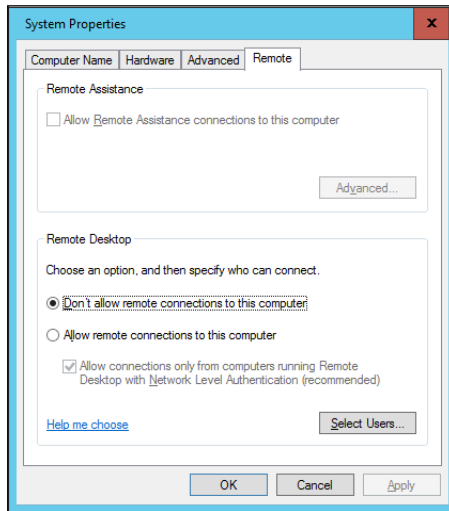 System Properties
x
Computer Name
Hardware
Advanced
Remote
Remote Assistance
Allow Remote Assistance connections to this computer
Advanced...
Remote Desktop
Choose an option, and then specify who can connect.
Don't allow remote connections to this computer
Allow remote connections to this computer
Allow connections only from computers running Remote
Desktop with Network Level Authentication (recommended)
Help me choose
Select Users...
OK
Cancel
Apply